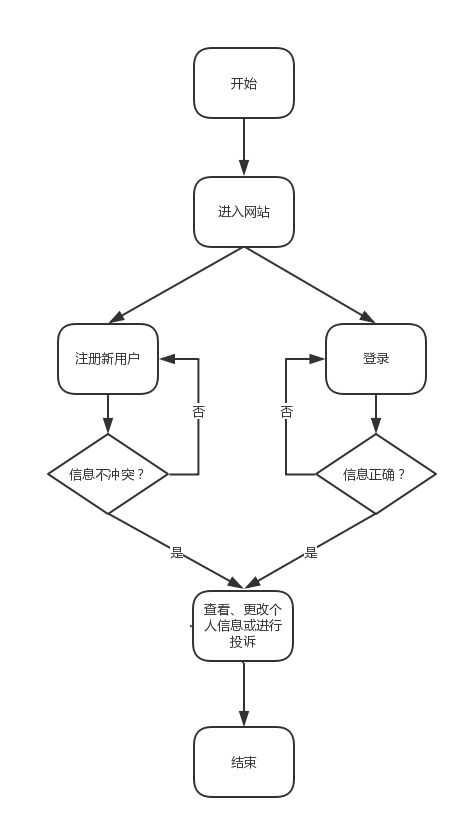 开始
进入网站
注册新用户
登录
否
否
信息不冲突？
信息正确？
是
是
查看、更改个
人信息或进行
投诉
结束